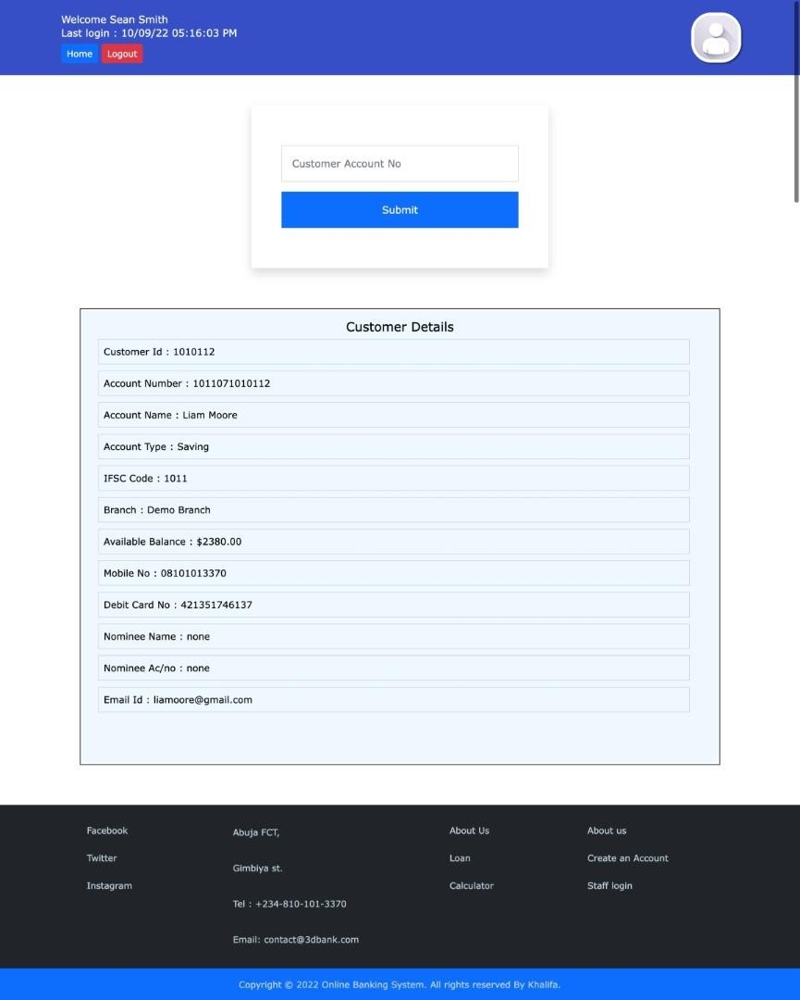 Welcome Sean Smith
Last login : 10/09/22 05:16:03 PM
Home Logout
Customer Account No
Submit
Customer Details
Customer Id : 1010112
Account Number : 1011071010112
Account Name : Liam Moore
Account Type : Saving
IFSC Code : 1011
Branch : Demo Branch
Available Balance : $2380.00
Mobile No : 08101013370
Debit Card No : 421351746137
Nominee Name : none
Nominee Ac/no : none
Email Id : liamoore@gmail.com
Facebook
Twitter
Instagram
Abuja FCT,
Gimbiya st.
Tel : +234-810-101-3370
Email: contact@3dbank.com
About Us
Loan
Calculator
About us
Create an Account
Staff login
Copyright © 2022 Online Banking System. All rights reserved By Khalifa.